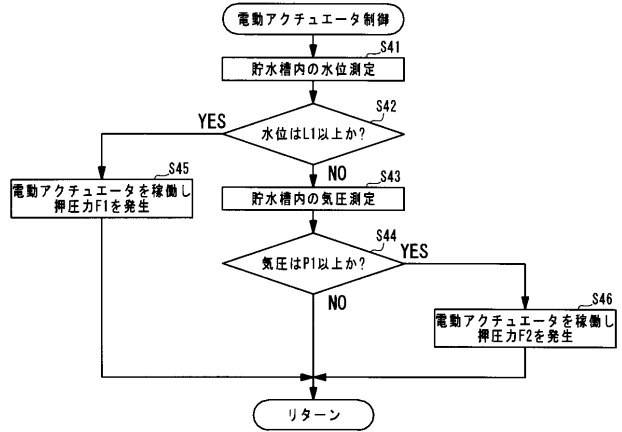 電動アクチュエータ制御
S41
貯水槽内の水位測定
S42
水位はL1以上か?
YES
NO
S45
電動アクチュエータを稼働し
押圧力F1を発生
S43
貯水槽内の気圧測定
S44
気圧はP1以上か?
YES
NO
S46
電動アクチュエータを稼働し
押圧力F2を発生
リターン